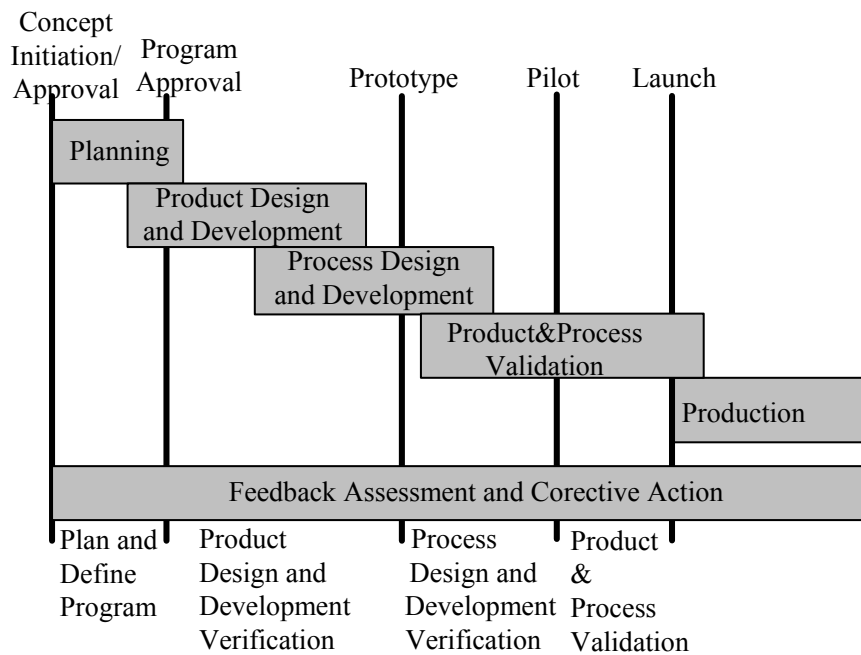 Concept
Initiation/
Approval
Program
Approval
Prototype
Pilot
Launch
Planning
Product Design
and Development
Process Design
and Development
Product&Process
Validation
Production
Feedback Assessment and Corective Action
Plan and
Define
Program
Product
Design and
Development
Verification
Process
Design and
Development
Verification
Product
&
Process
Validation